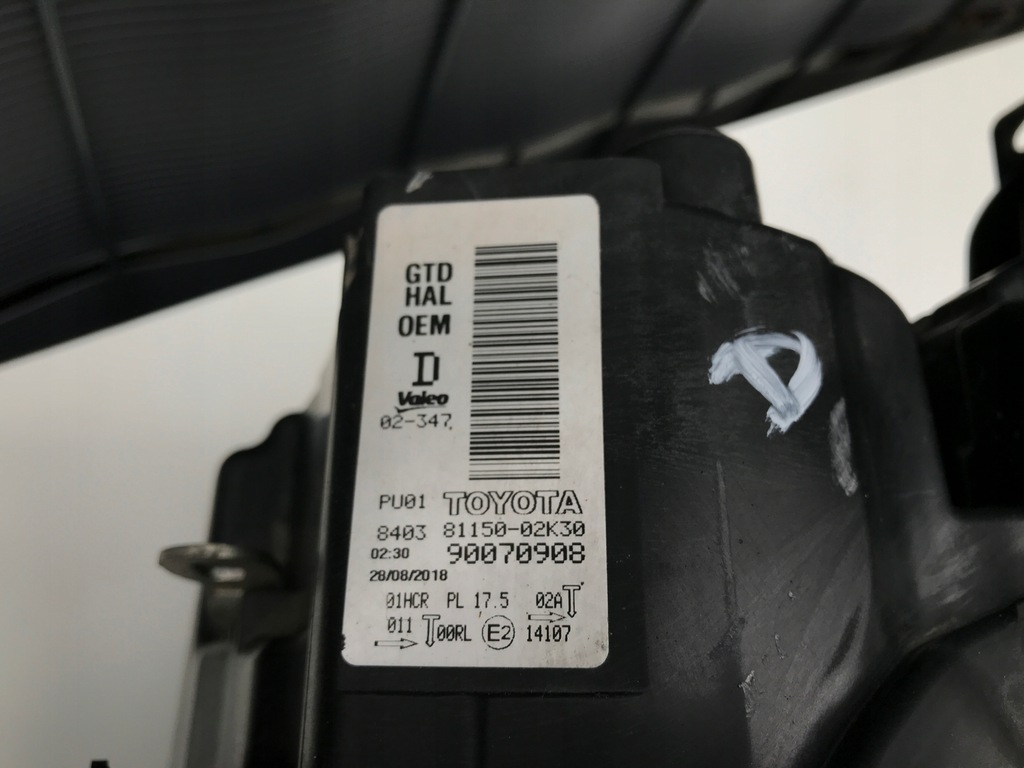 GTD
HAL
OEM
D
Valeo
02-347
PU01 TOYOTA
8403 81150-02K30
02:30 90070908
28/08/2018
01HCR PL 17.5 02A
011 00RL E2 14107
D